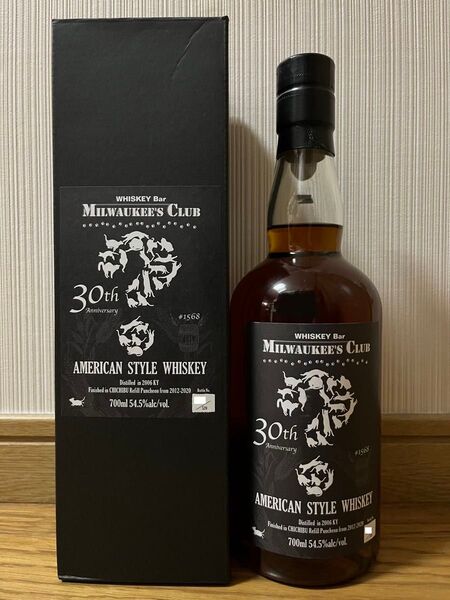 WHISKEY Bar
MILWAUKEE'S CLUB
30th
Anniversary
#1568
AMERICAN STYLE WHISKEY
Distilled in 2006 KY
Finished in CHICHIBU Refill Puncheon from 2012-2020
Bottle No.
700ml 54.5%alc/vol.
WHISKEY Bar
MILWAUKEE'S CLUB
30th
Anniversary
#1568
AMERICAN STYLE WHISKEY
Distilled in 2006 KY
Finished in CHICHIBU Refill Puncheon from 2012-2020
700ml 54.5%alc/vol.